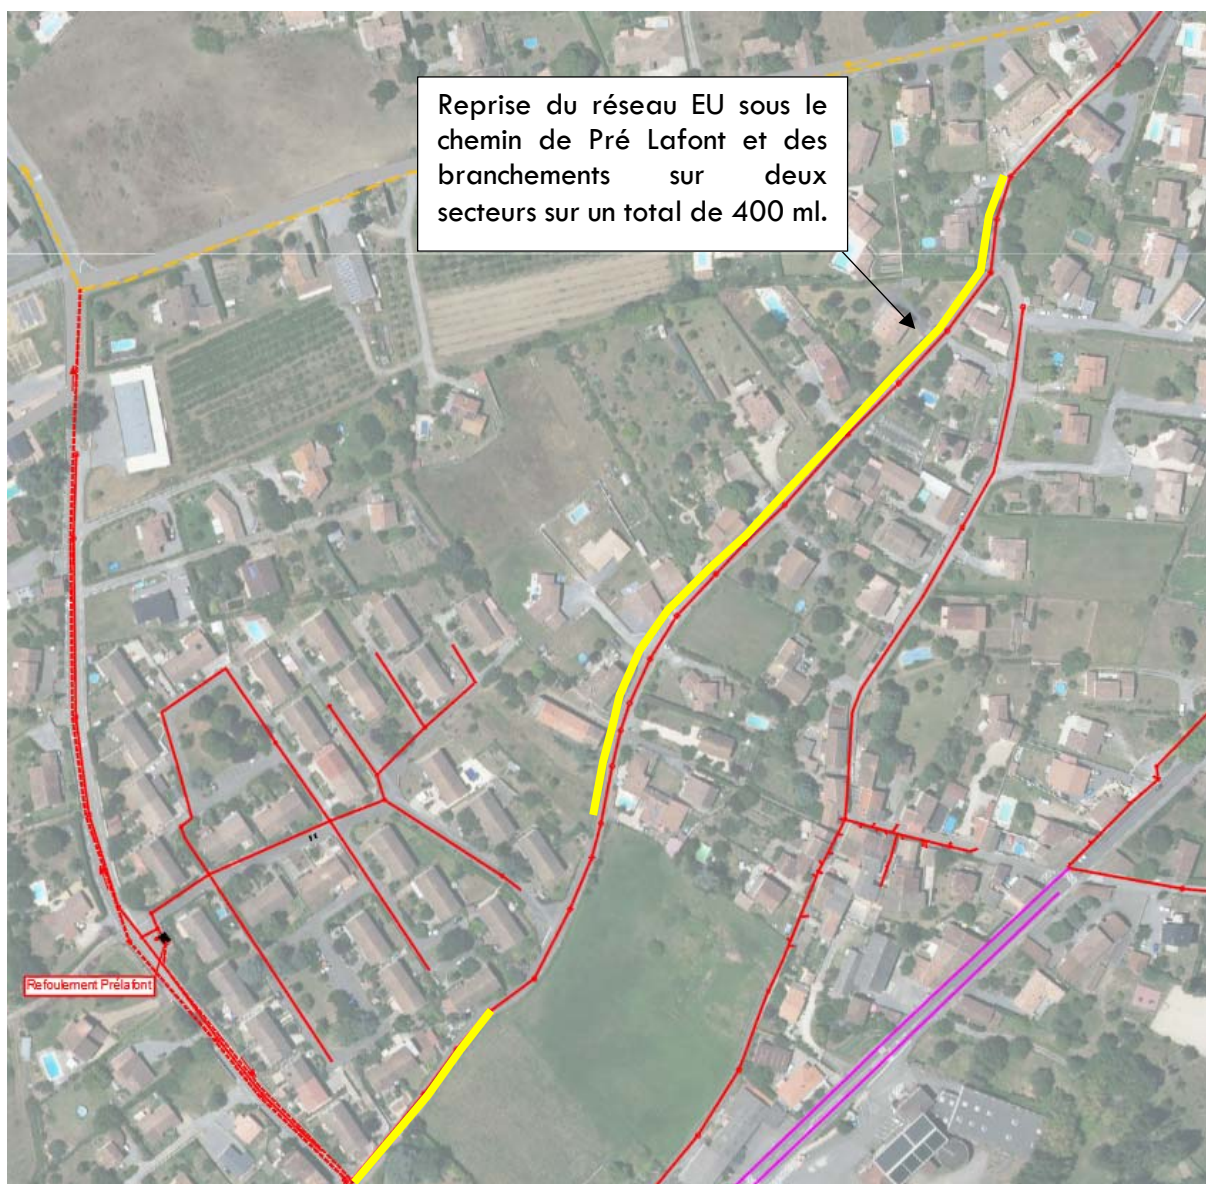 Reprise du réseau EU sous le
chemin de Pré Lafont et des
branchements sur deux
secteurs sur un total de 400 ml.
Refoulement Prélafont